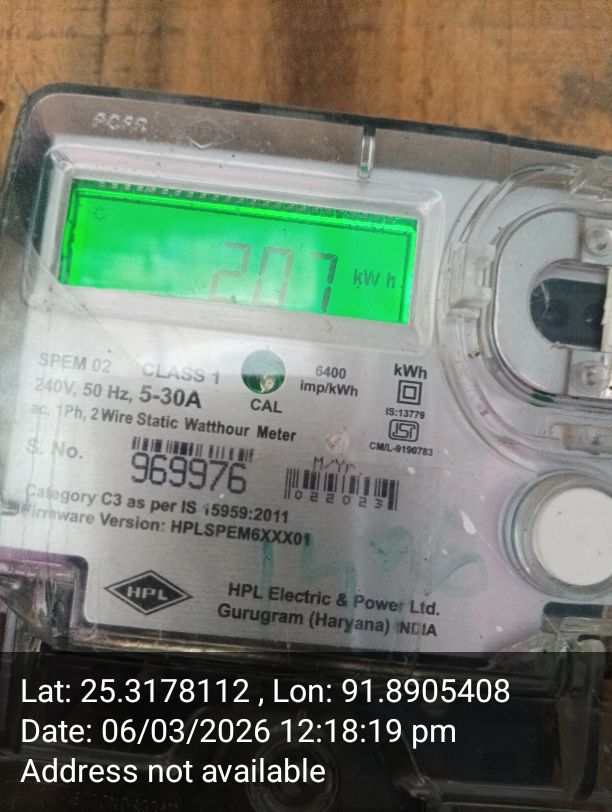 207 kWh
SPEM 02 CLASS 1
6400 imp/kWh
kWh
240V, 50 Hz, 5-30A
CAL
IS:13779
ac, 1Ph, 2 Wire Static Watthour Meter
ISI
CM/L-9190783
S. No.
969976
M/Yr.
022023
Category C3 as per IS 15959:2011
Firmware Version: HPLSPEM6XXX01
HPL
HPL Electric & Power Ltd.
Gurugram (Haryana) INDIA
Lat: 25.3178112 , Lon: 91.8905408
Date: 06/03/2026 12:18:19 pm
Address not available